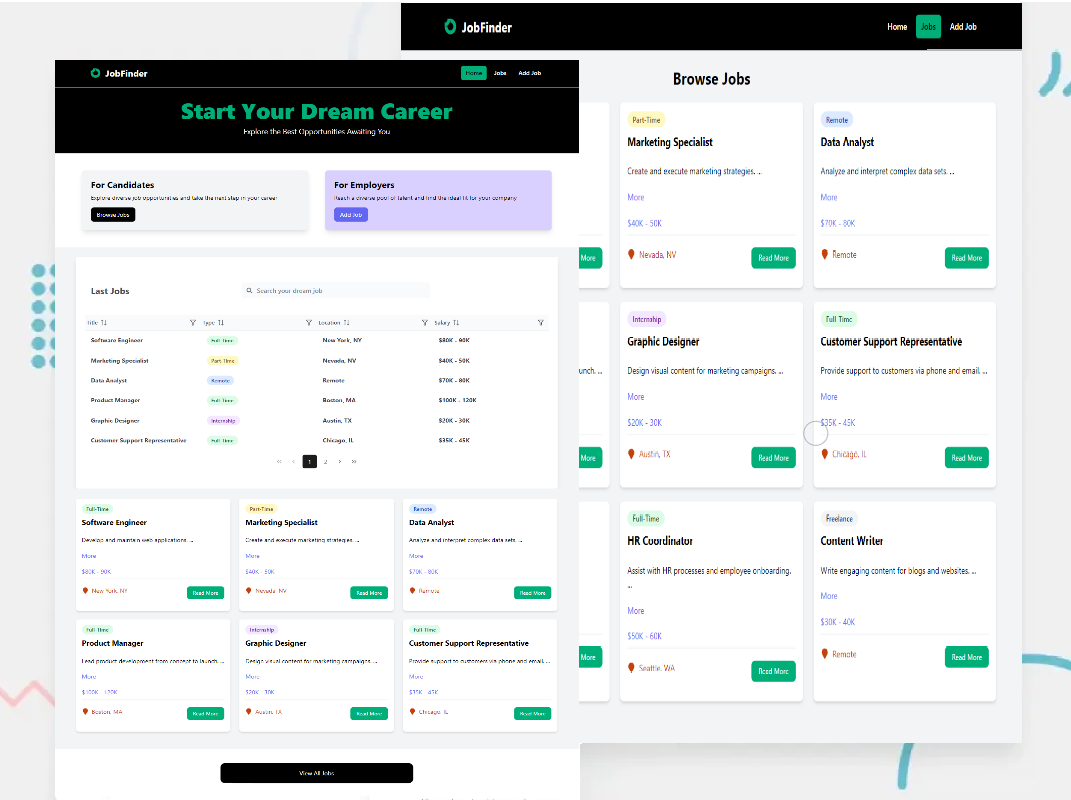 JobFinder
Home Jobs Add Job
Browse Jobs
Part-Time
Marketing Specialist
Create and execute marketing strategies. ...
More
$40K - 50K
Nevada, NV
Read More
Remote
Data Analyst
Analyze and interpret complex data sets. ...
More
$70K - 80K
Remote
Read More
More
Internship
Graphic Designer
Design visual content for marketing campaigns. ...
More
$20K - 30K
Austin, TX
Read More
Full-Time
Customer Support Representative
Provide support to customers via phone and email. ...
More
$35K - 45K
Chicago, IL
Read More
unch. ...
More
Full-Time
HR Coordinator
Assist with HR processes and employee onboarding.
...
More
$50K - 60K
Seattle, WA
Read More
Freelance
Content Writer
Write engaging content for blogs and websites. ...
More
$30K - 40K
Remote
Read More
More
JobFinder
Home Jobs Add Job
Start Your Dream Career
Explore the Best Opportunities Awaiting You
For Candidates
Explore diverse job opportunities and take the next step in your career
Browse Jobs
For Employers
Reach a diverse pool of talent and find the ideal fit for your company
Add Job
Last Jobs
Search your dream job
Title Type Location Salary
Software Engineer Full-Time New York, NY $80K - 90K
Marketing Specialist Part-Time Nevada, NV $40K - 50K
Data Analyst Remote Remote $70K - 80K
Product Manager Full-Time Boston, MA $100K - 120K
Graphic Designer Internship Austin, TX $20K - 30K
Customer Support Representative Full-Time Chicago, IL $35K - 45K
« ‹ 1 2 › »
Full-Time
Software Engineer
Develop and maintain web applications. ...
More
$80K - 90K
New York, NY
Read More
Part-Time
Marketing Specialist
Create and execute marketing strategies. ...
More
$40K - 50K
Nevada, NV
Read More
Remote
Data Analyst
Analyze and interpret complex data sets. ...
More
$70K - 80K
Remote
Read More
Full-Time
Product Manager
Lead product development from concept to launch. ...
More
$100K - 120K
Boston, MA
Read More
Internship
Graphic Designer
Design visual content for marketing campaigns. ...
More
$20K - 30K
Austin, TX
Read More
Full-Time
Customer Support Representative
Provide support to customers via phone and email. ...
More
$35K - 45K
Chicago, IL
Read More
View All Jobs